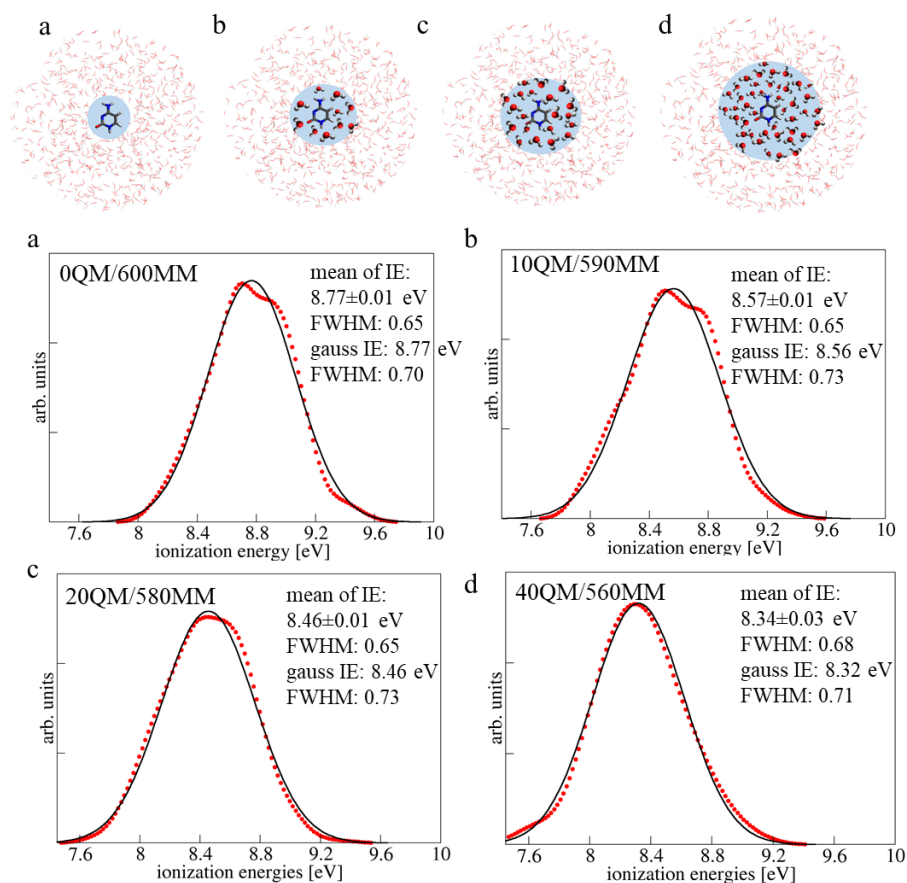 a
b
c
d
a
0QM/600MM
mean of IE:
8.77±0.01 eV
FWHM: 0.65
gauss IE: 8.77 eV
FWHM: 0.70
arb. units
7.6 8 8.4 8.8 9.2 9.6 10
ionization energy [eV]
b
10QM/590MM
mean of IE:
8.57±0.01 eV
FWHM: 0.65
gauss IE: 8.56 eV
FWHM: 0.73
arb. units
7.6 8 8.4 8.8 9.2 9.6 10
ionization energy [eV]
c
20QM/580MM
mean of IE:
8.46±0.01 eV
FWHM: 0.65
gauss IE: 8.46 eV
FWHM: 0.73
arb. units
7.6 8 8.4 8.8 9.2 9.6 10
ionization energies [eV]
d
40QM/560MM
mean of IE:
8.34±0.03 eV
FWHM: 0.68
gauss IE: 8.32 eV
FWHM: 0.71
arb. units
7.6 8 8.4 8.8 9.2 9.6 10
ionization energies [eV]